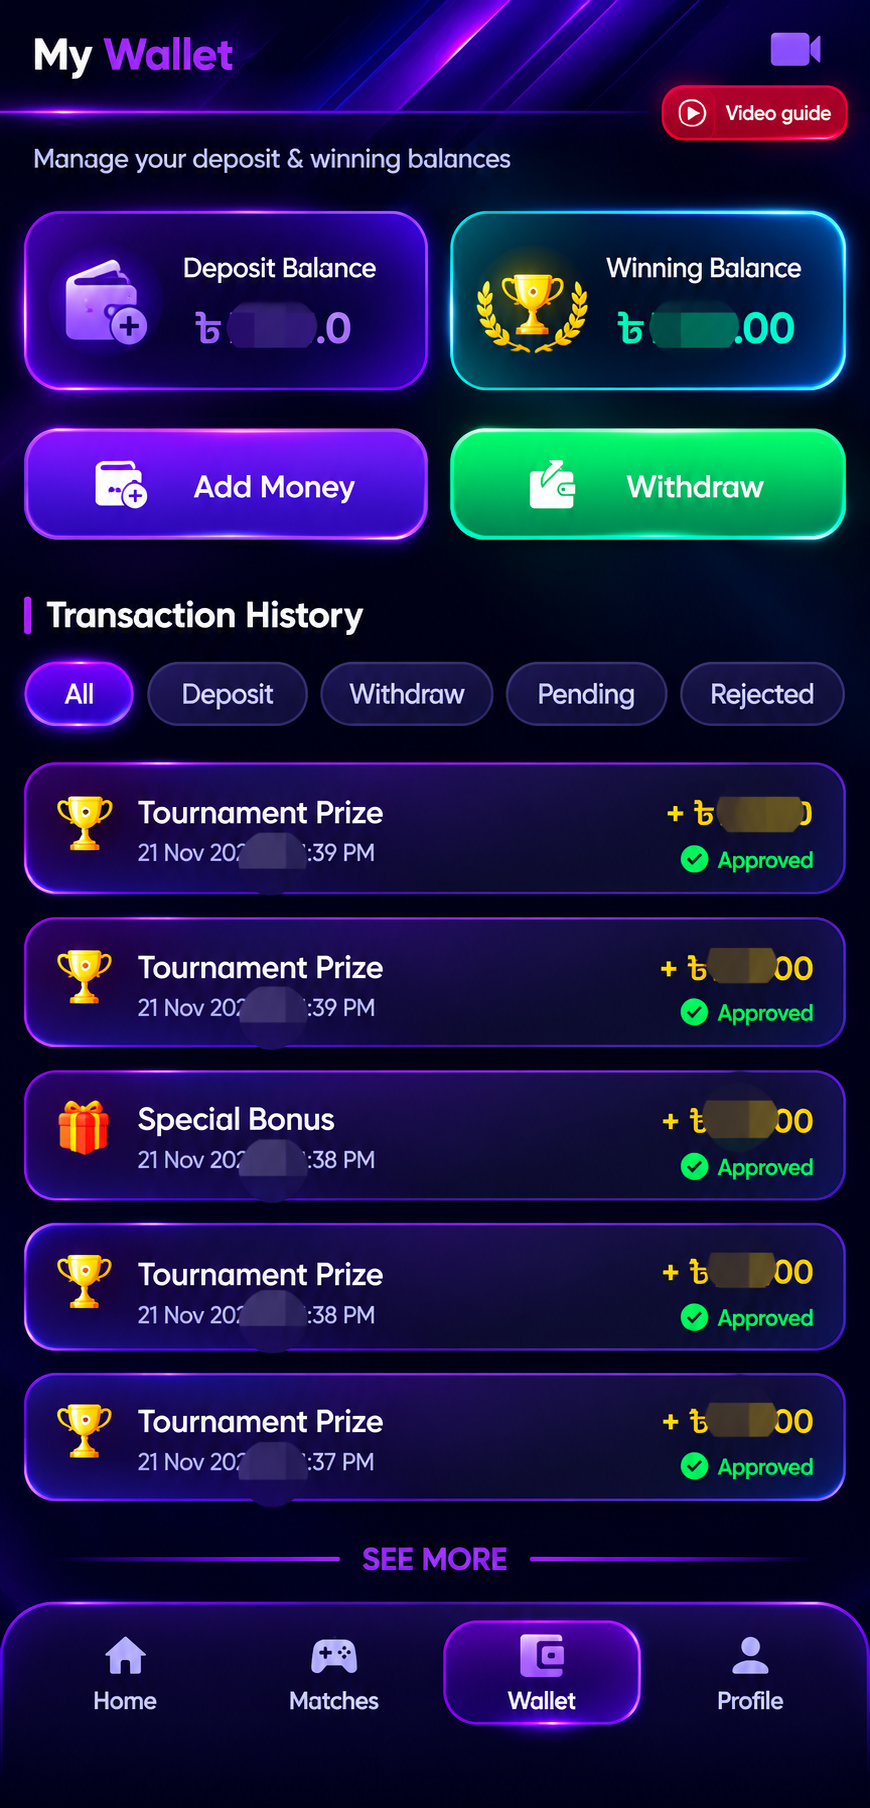 My Wallet
Video guide
Manage your deposit & winning balances
Deposit Balance
৳ .0
Winning Balance
৳ .00
Add Money
Withdraw
Transaction History
All
Deposit
Withdraw
Pending
Rejected
Tournament Prize
+ ৳ 0
21 Nov 202 :39 PM
Approved
Tournament Prize
+ ৳ 00
21 Nov 202 :39 PM
Approved
Special Bonus
+ ৳ 00
21 Nov 202 :38 PM
Approved
Tournament Prize
+ ৳ 00
21 Nov 202 :38 PM
Approved
Tournament Prize
+ ৳ 00
21 Nov 202 :37 PM
Approved
SEE MORE
Home
Matches
Wallet
Profile